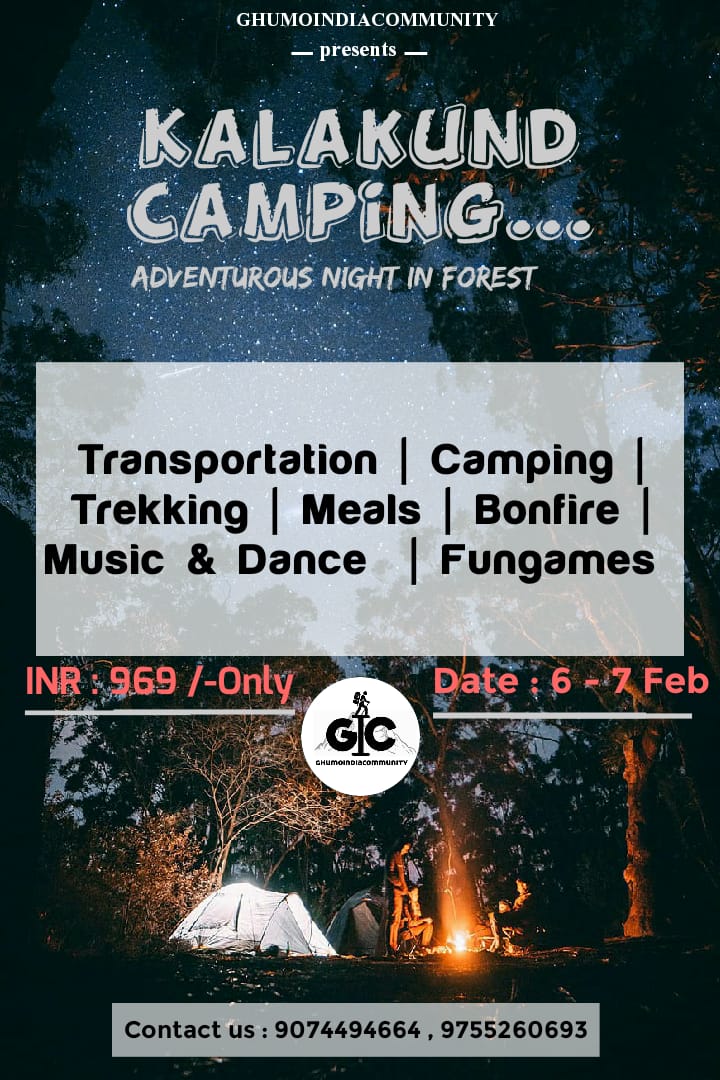 GHUMOINDIACOMMUNITY
presents
KALAKUND
CAMPiNG...
ADVENTUROUS NIGHT IN FOREST
Transportation | Camping |
Trekking | Meals | Bonfire |
Music & Dance | Fungames
INR : 969 /-Only
Date : 6 - 7 Feb
GIC
GHUMOINDIACOMMUNITY
Contact us : 9074494664 , 9755260693